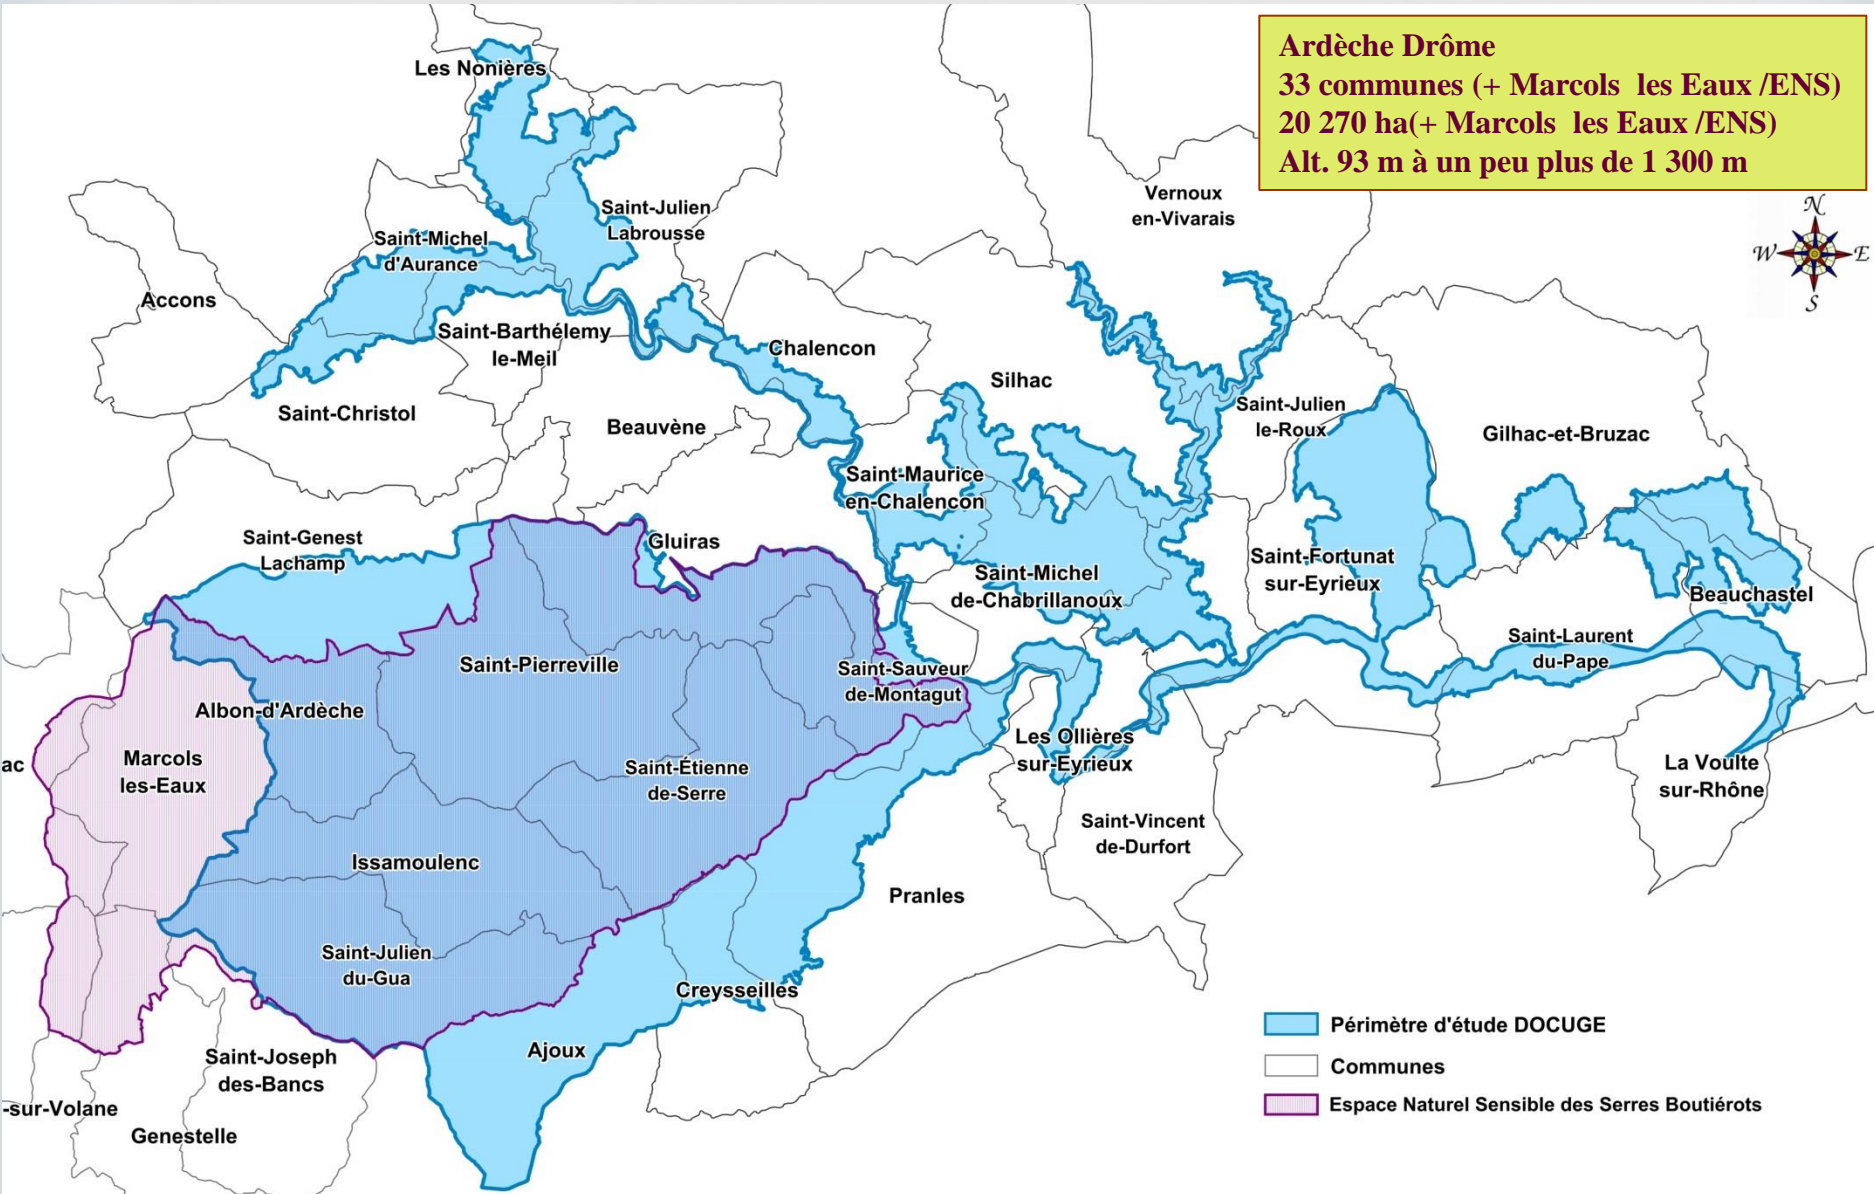 Ardèche Drôme
33 communes (+ Marcols les Eaux /ENS)
20 270 ha(+ Marcols les Eaux /ENS)
Alt. 93 m à un peu plus de 1 300 m
N
W
E
S
Les Nonières
Vernoux
en-Vivarais
Saint-Julien
Labrousse
Saint-Michel
d'Aurance
Accons
Saint-Barthélemy
le-Meil
Chalencon
Silhac
Saint-Christol
Beauvène
Saint-Julien
le-Roux
Gilhac-et-Bruzac
Saint-Maurice
en-Chalencon
Saint-Genest
Lachamp
Gluiras
Saint-Fortunat
sur-Eyrieux
Saint-Michel
de-Chabrillanoux
Beauchastel
Saint-Laurent
du-Pape
Saint-Pierreville
Saint-Sauveur
de-Montagut
Albon-d'Ardèche
Les Ollières
sur-Eyrieux
ac
Marcols
les-Eaux
Saint-Étienne
de-Serre
La Voulte
sur-Rhône
Saint-Vincent
de-Durfort
Issamoulenc
Pranles
Saint-Julien
du-Gua
Creysseilles
Ajoux
Saint-Joseph
des-Bancs
-sur-Volane
Genestelle
Périmètre d'étude DOCUGE
Communes
Espace Naturel Sensible des Serres Boutiérots